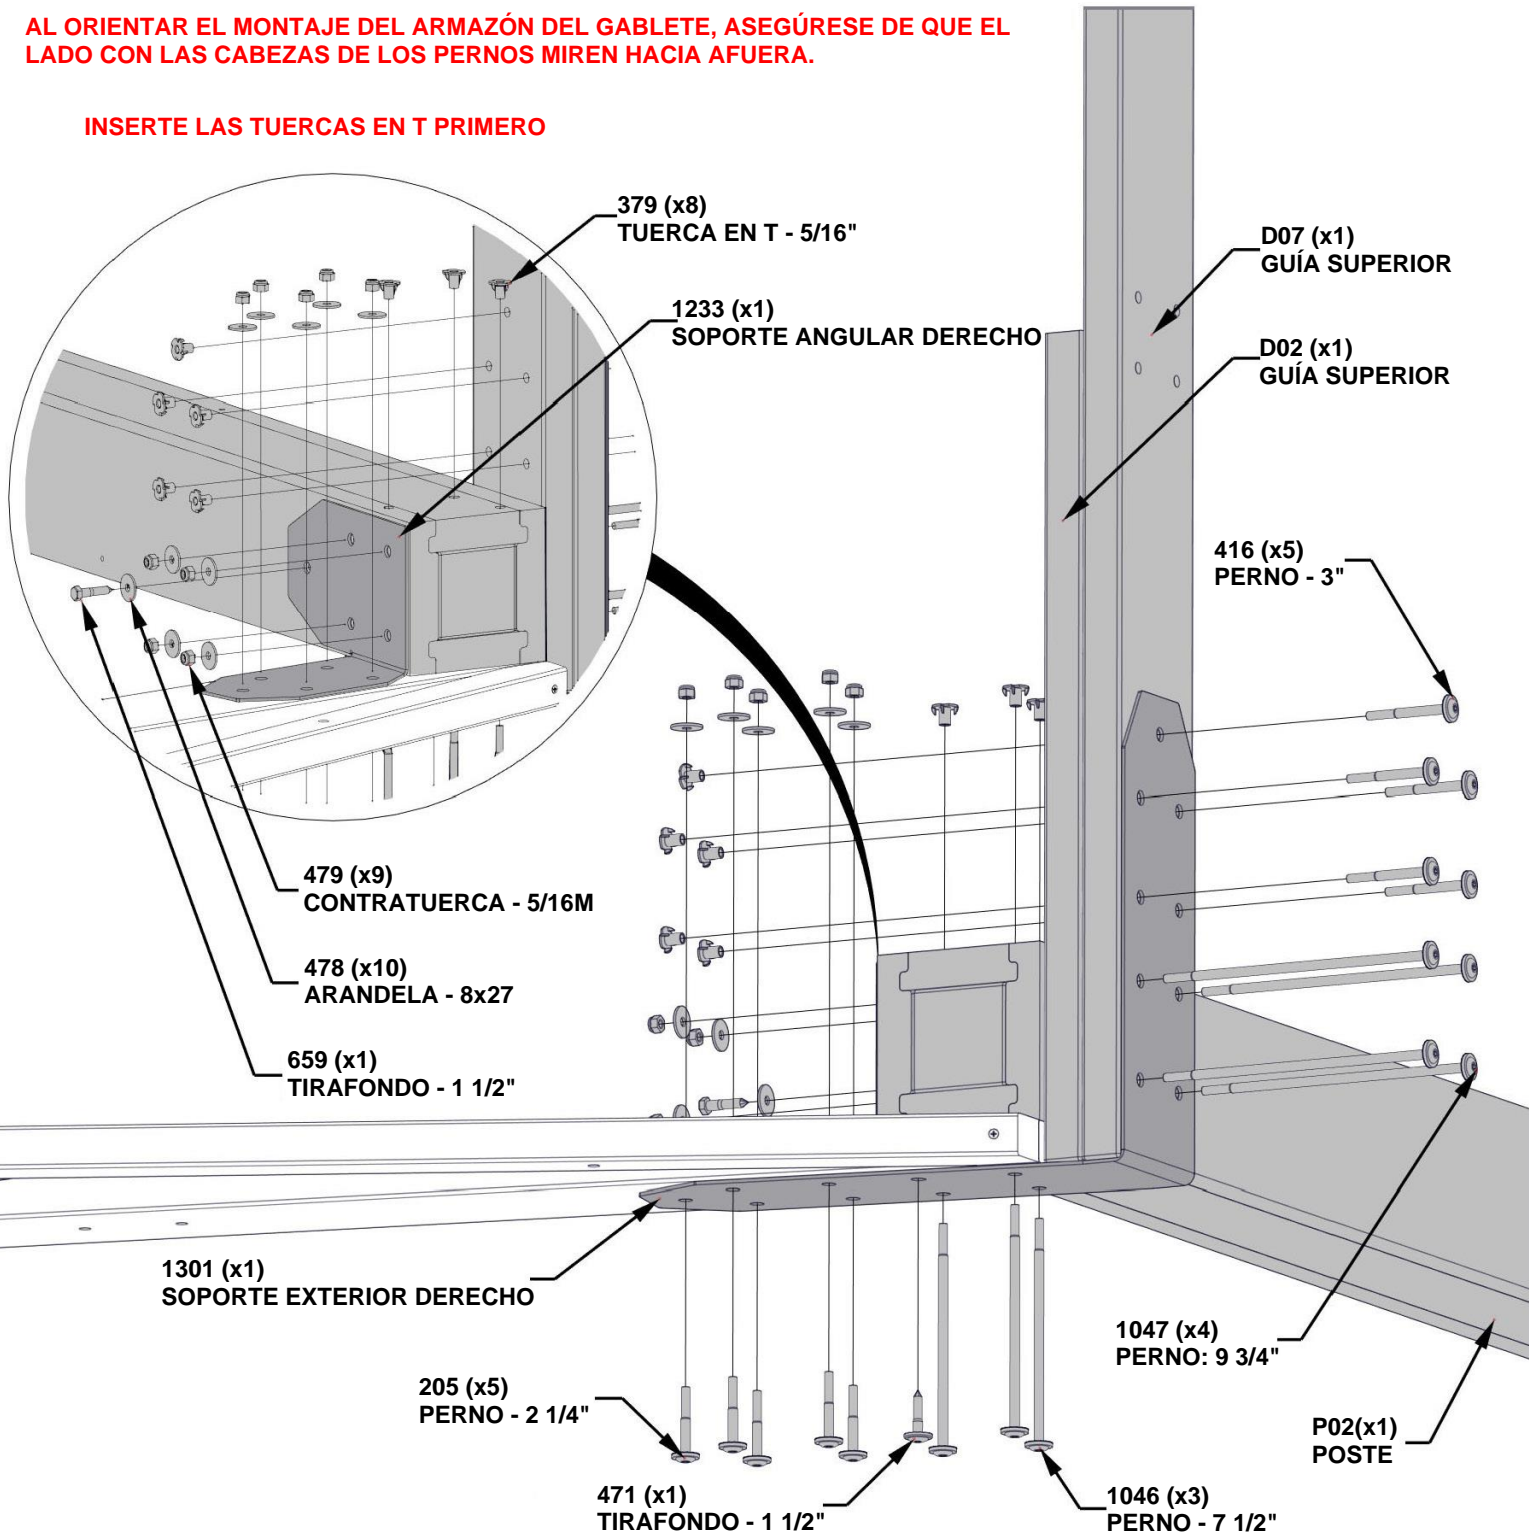 AL ORIENTAR EL MONTAJE DEL ARMAZÓN DEL GABLETE, ASEGÚRESE DE QUE EL
LADO CON LAS CABEZAS DE LOS PERNOS MIREN HACIA AFUERA.
INSERTE LAS TUERCAS EN T PRIMERO
379 (x8)
TUERCA EN T - 5/16"
1233 (x1)
SOPORTE ANGULAR DERECHO
D07 (x1)
GUÍA SUPERIOR
D02 (x1)
GUÍA SUPERIOR
416 (x5)
PERNO - 3"
479 (x9)
CONTRATUERCA - 5/16M
478 (x10)
ARANDELA - 8x27
659 (x1)
TIRAFONDO - 1 1/2"
1301 (x1)
SOPORTE EXTERIOR DERECHO
205 (x5)
PERNO - 2 1/4"
471 (x1)
TIRAFONDO - 1 1/2"
1046 (x3)
PERNO - 7 1/2"
1047 (x4)
PERNO: 9 3/4"
P02(x1)
POSTE